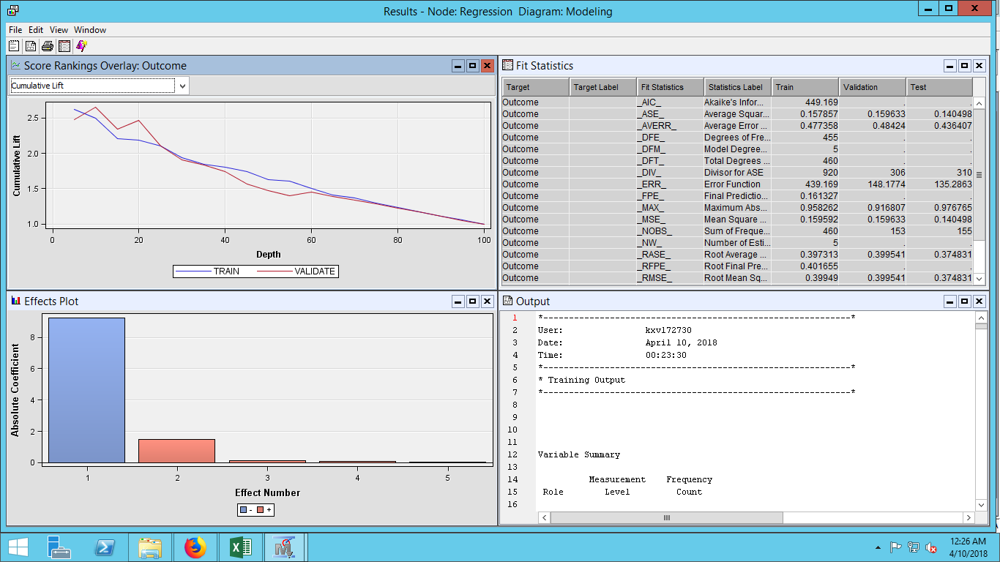 Results - Node: Regression Diagram: Modeling
File Edit View Window
Score Rankings Overlay: Outcome
Cumulative Lift
2.5
2.0
1.5
1.0
Cumulative Lift
0 20 40 60 80 100
Depth
TRAIN VALIDATE
Fit Statistics
Target Target Label Fit Statistics Statistics Label Train Validation Test
Outcome _AIC_ Akaike's Infor... 449.169 . .
Outcome _ASE_ Average Squar... 0.157857 0.159633 0.140498
Outcome _AVERR_ Average Error ... 0.477358 0.48424 0.436407
Outcome _DFE_ Degrees of Fre... 455 . .
Outcome _DFM_ Model Degree... 5 . .
Outcome _DFT_ Total Degrees ... 460 . .
Outcome _DIV_ Divisor for ASE 920 306 310
Outcome _ERR_ Error Function 439.169 148.1774 135.2863
Outcome _FPE_ Final Predictio... 0.161327 . .
Outcome _MAX_ Maximum Abs... 0.958262 0.916807 0.976765
Outcome _MSE_ Mean Square ... 0.159592 0.159633 0.140498
Outcome _NOBS_ Sum of Freque... 460 153 155
Outcome _NW_ Number of Esti... 5 . .
Outcome _RASE_ Root Average ... 0.397313 0.399541 0.374831
Outcome _RFPE_ Root Final Pre... 0.401655 . .
Outcome _RMSE_ Root Mean Sq... 0.39949 0.399541 0.374831
Effects Plot
8
6
4
2
0
Absolute Coefficient
1 2 3 4 5
Effect Number
- +
Output
1 *------------------------------------------------------------*
2 User: kxv172730
3 Date: April 10, 2018
4 Time: 00:23:30
5 *------------------------------------------------------------*
6 * Training Output
7 *------------------------------------------------------------*
8
9
10
11
12 Variable Summary
13
14 Measurement Frequency
15 Role Level Count
16
12:26 AM
4/10/2018